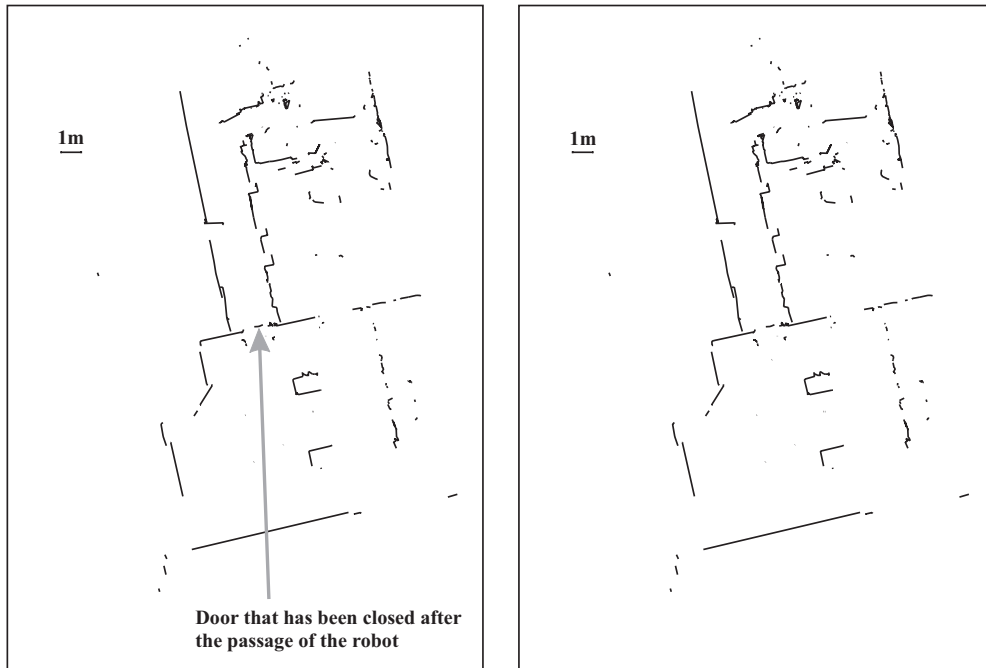 1m
Door that has been closed after
the passage of the robot
1m